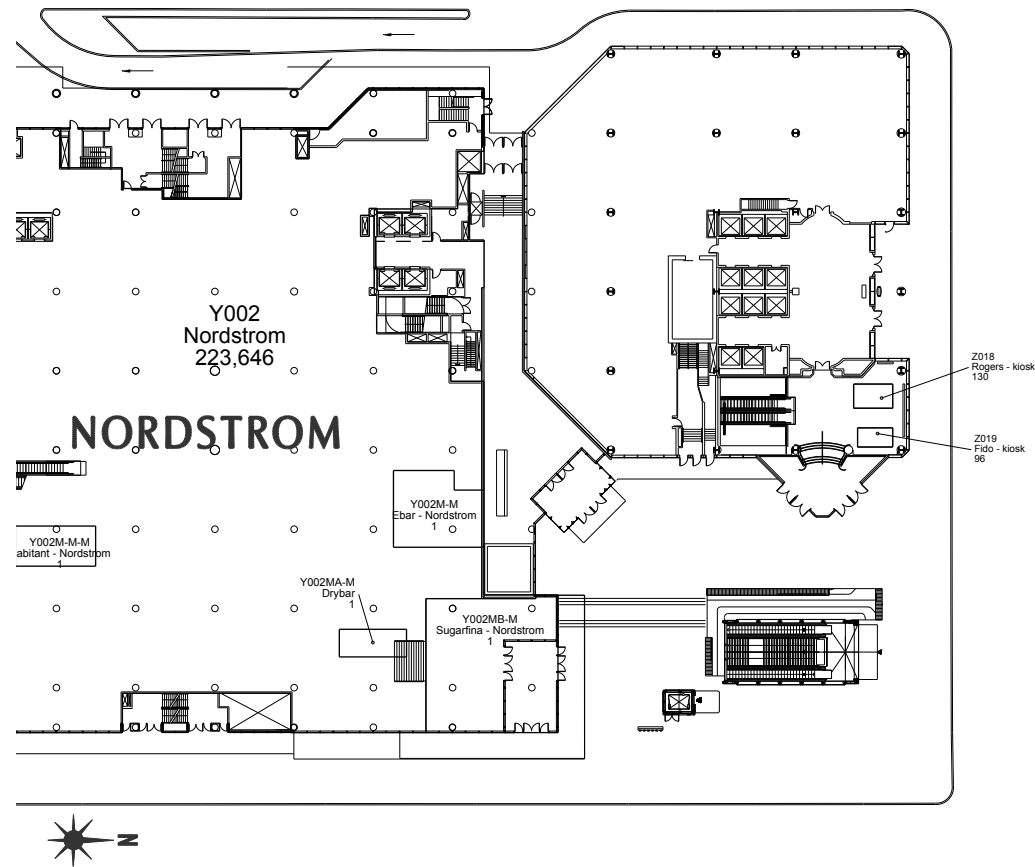 Y002
Nordstrom
223,646
NORDSTROM
Z018
Rogers - kiosk
130
Z019
Fido - kiosk
96
Y002M-M
Ebar - Nordstrom
1
Y002M-M-M
abitant - Nordstrom
1
Y002MA-M
Drybar
1
Y002MB-M
Sugarfina - Nordstrom
1
N